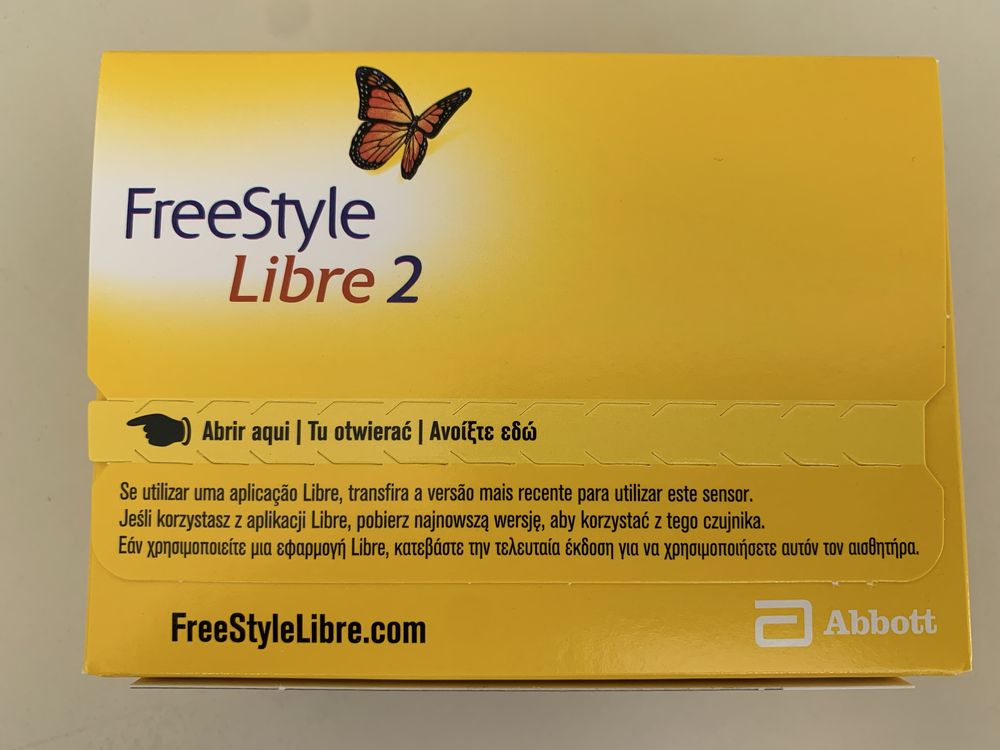 FreeStyle
Libre 2
Abrir aqui | Tu otwierać | Ανοίξτε εδώ
Se utilizar uma aplicação Libre, transfira a versão mais recente para utilizar este sensor.
Jeśli korzystasz z aplikacji Libre, pobierz najnowszą wersję, aby korzystać z tego czujnika.
Εάν χρησιμοποιείτε μια εφαρμογή Libre, κατεβάστε την τελευταία έκδοση για να χρησιμοποιήσετε αυτόν τον αισθητήρα.
FreeStyleLibre.com
Abbott